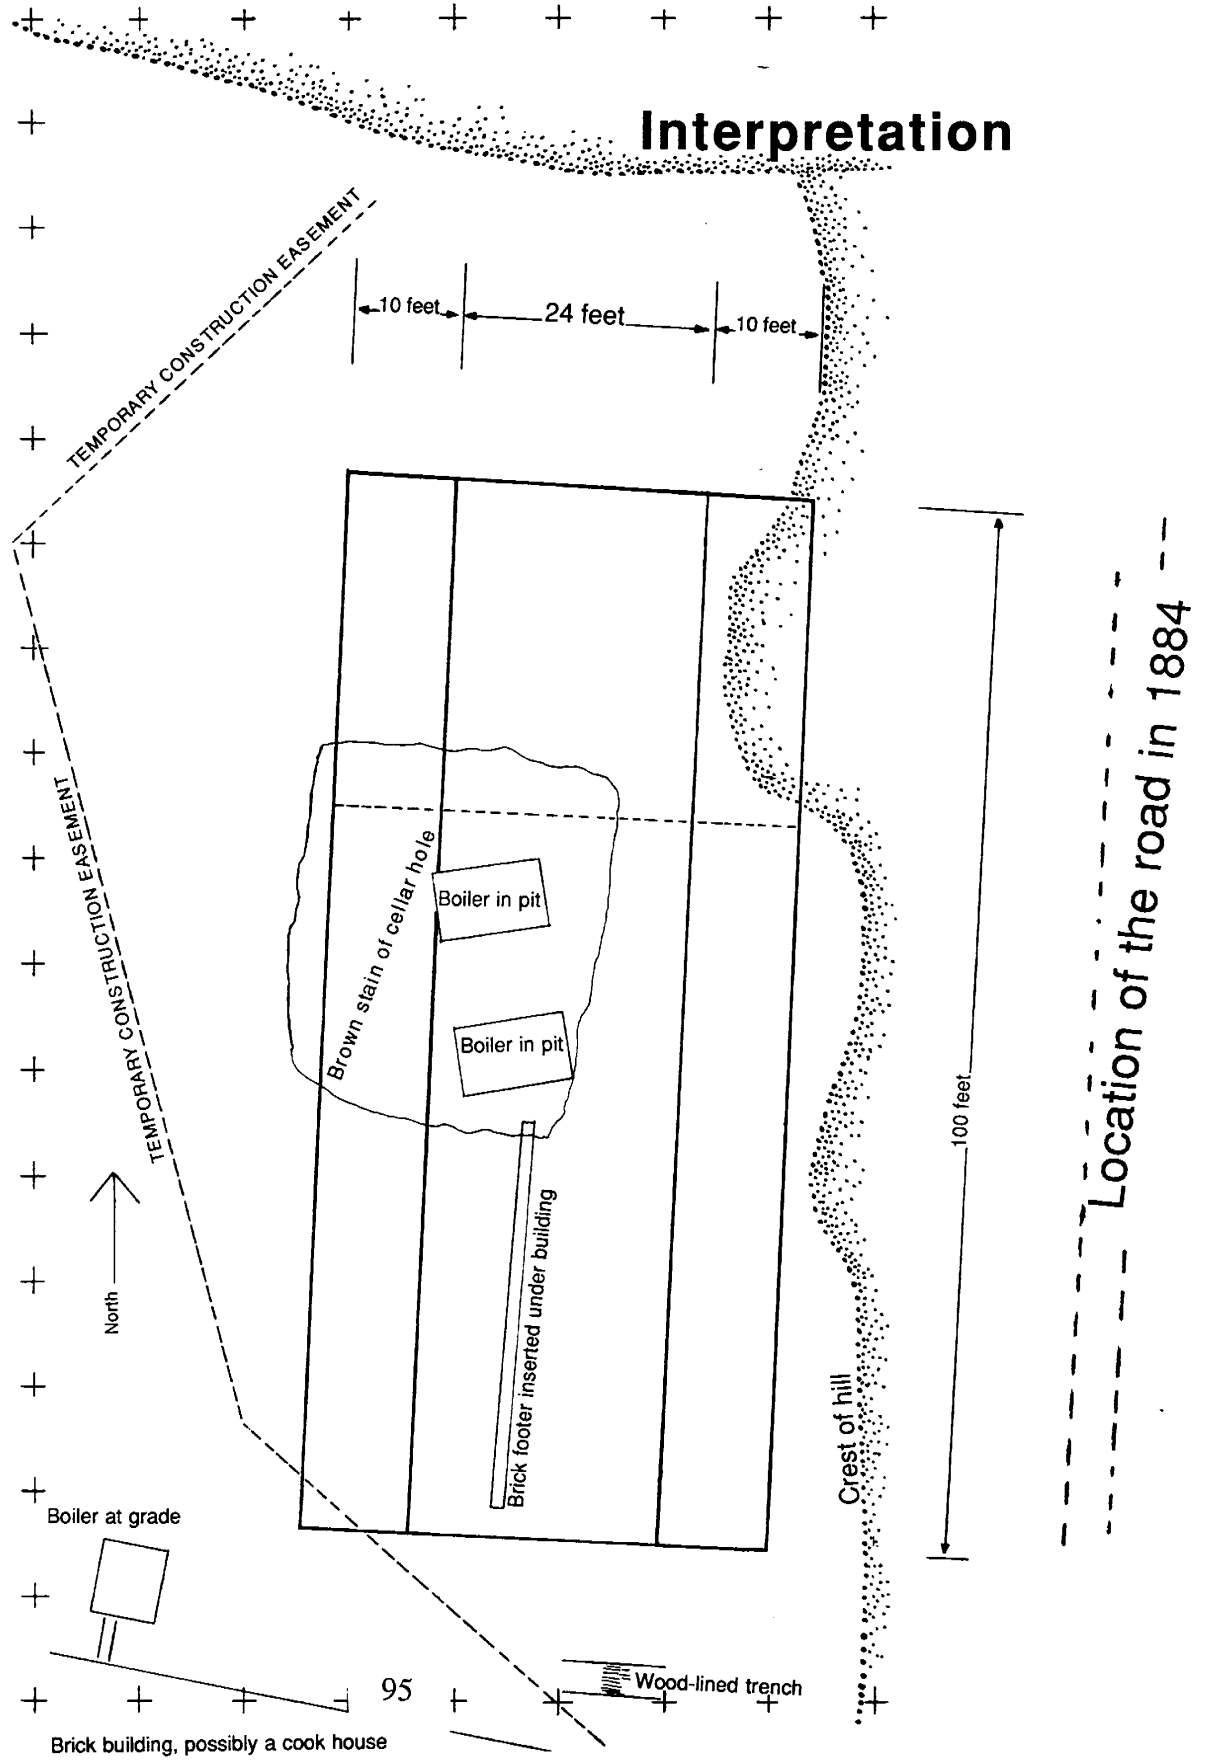 Interpretation
TEMPORARY CONSTRUCTION EASEMENT
10 feet
24 feet
10 feet
Location of the road in 1884
TEMPORARY CONSTRUCTION EASEMENT
Brown stain of cellar hole
Boiler in pit
Boiler in pit
100 feet
North
Brick footer inserted under building
Crest of hill
Boiler at grade
Wood-lined trench
95
Brick building, possibly a cook house